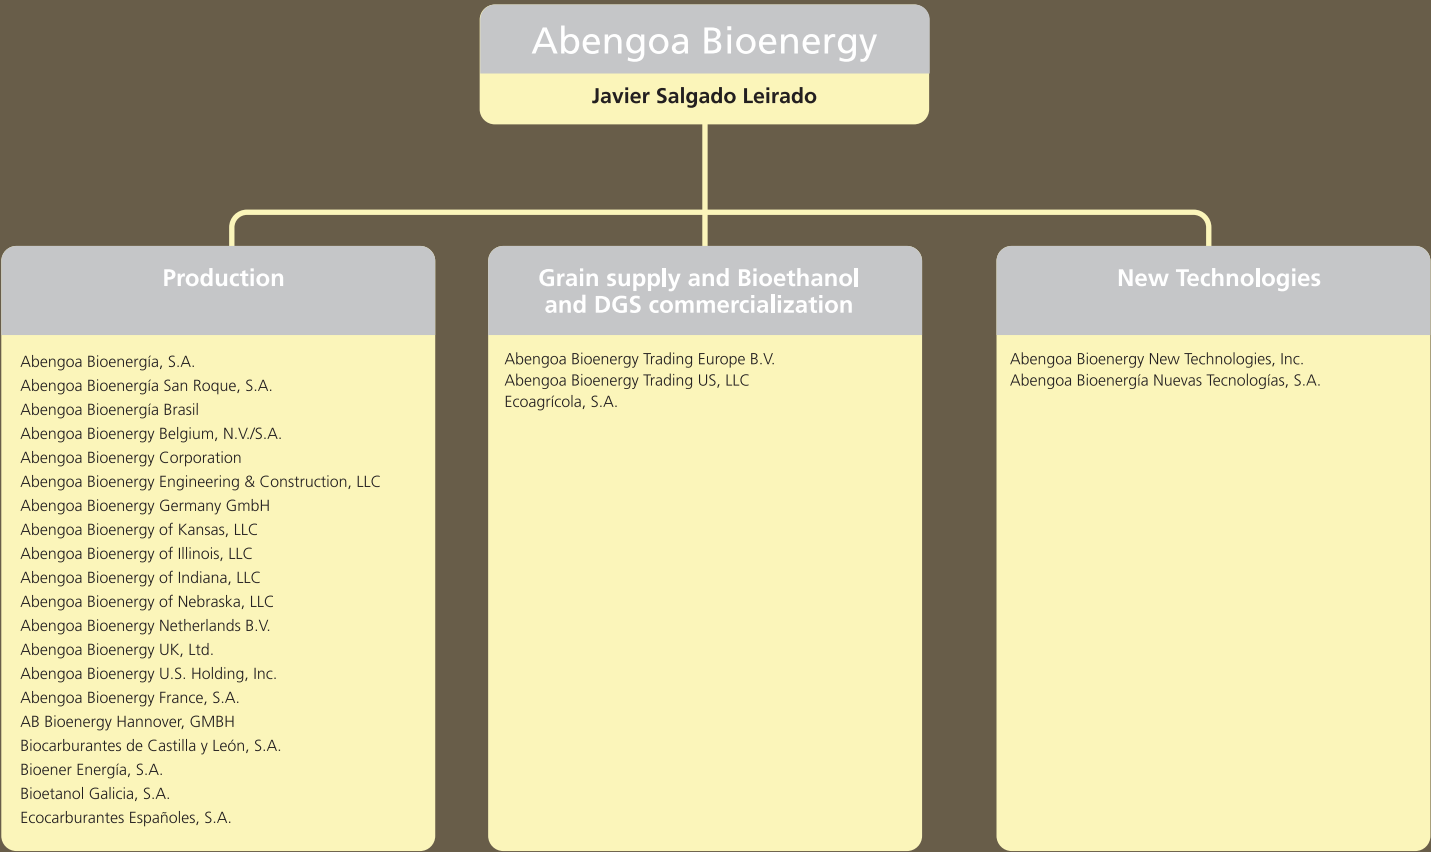 Abengoa Bioenergy
Javier Salgado Leirado
Production
Abengoa Bioenergía, S.A.
Abengoa Bioenergía San Roque, S.A.
Abengoa Bioenergía Brasil
Abengoa Bioenergy Belgium, N.V./S.A.
Abengoa Bioenergy Corporation
Abengoa Bioenergy Engineering & Construction, LLC
Abengoa Bioenergy Germany GmbH
Abengoa Bioenergy of Kansas, LLC
Abengoa Bioenergy of Illinois, LLC
Abengoa Bioenergy of Indiana, LLC
Abengoa Bioenergy of Nebraska, LLC
Abengoa Bioenergy Netherlands B.V.
Abengoa Bioenergy UK, Ltd.
Abengoa Bioenergy U.S. Holding, Inc.
Abengoa Bioenergy France, S.A.
AB Bioenergy Hannover, GMBH
Biocarburantes de Castilla y León, S.A.
Bioener Energía, S.A.
Bioetanol Galicia, S.A.
Ecocarburantes Españoles, S.A.
Grain supply and Bioethanol
and DGS commercialization
Abengoa Bioenergy Trading Europe B.V.
Abengoa Bioenergy Trading US, LLC
Ecoagrícola, S.A.
New Technologies
Abengoa Bioenergy New Technologies, Inc.
Abengoa Bioenergía Nuevas Tecnologías, S.A.